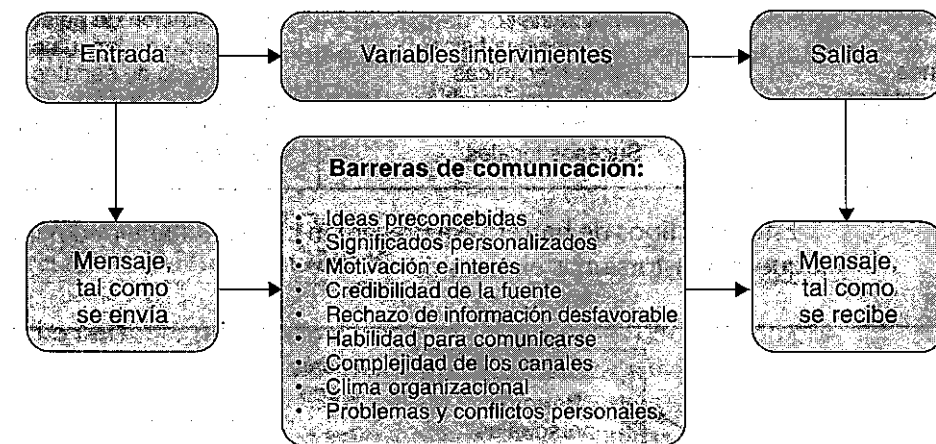 Entrada
Variables intervinientes
Salida
Barreras de comunicación:
• Ideas preconcebidas
• Significados personalizados
• Motivación e interés
• Credibilidad de la fuente
• Rechazo de información desfavorable
• Habilidad para comunicarse
• Complejidad de los canales
• Clima organizacional
• Problemas y conflictos personales
Mensaje,
tal como
se envía
Mensaje,
tal como
se recibe